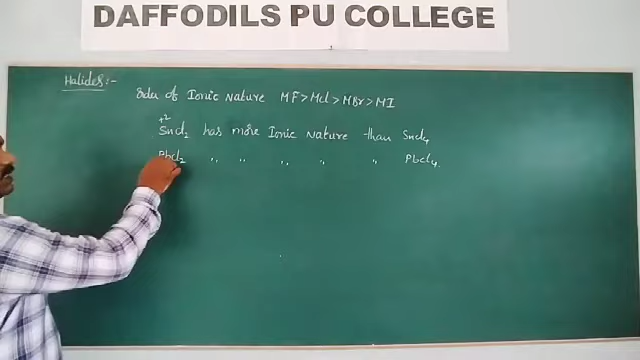 DAFFODILS PU COLLEGE
Halides:-
Order of Ionic Nature MF > Mcl > MBr > MI
+2
Sncl2 has more Ionic Nature than Sncl4
Pbcl2 ,, ,, ,, ,, ,, Pbcl4.